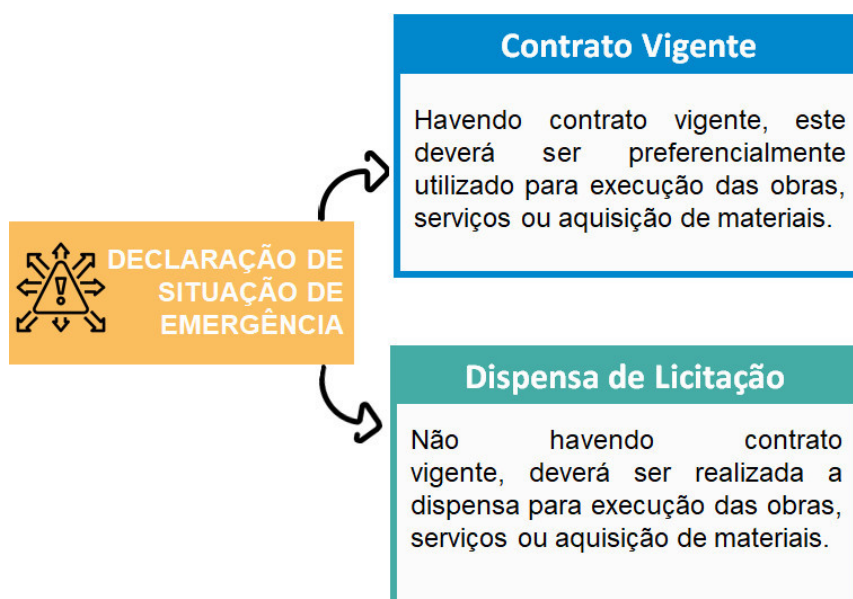 Contrato Vigente
Havendo contrato vigente, este
deverá ser preferencialmente
utilizado para execução das obras,
serviços ou aquisição de materiais.
DECLARAÇÃO DE
SITUAÇÃO DE
EMERGÊNCIA
Dispensa de Licitação
Não havendo contrato
vigente, deverá ser realizada a
dispensa para execução das obras,
serviços ou aquisição de materiais.